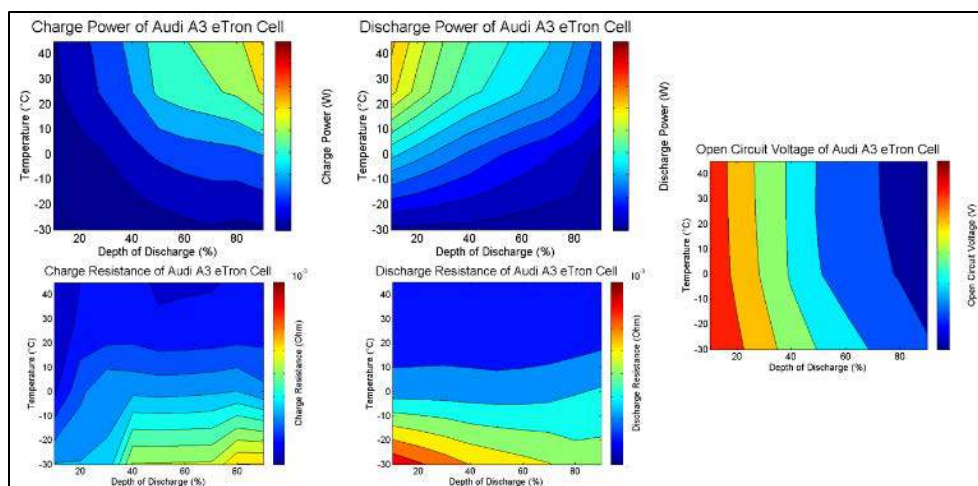 Charge Power of Audi A3 eTron Cell
40
30
20
10
0
-10
-20
-30
Temperature (°C)
20 40 60 80
Depth of Discharge (%)
Charge Power (W)
Discharge Power of Audi A3 eTron Cell
40
30
20
10
0
-10
-20
-30
Temperature (°C)
20 40 60 80
Depth of Discharge (%)
Discharge Power (W)
Open Circuit Voltage of Audi A3 eTron Cell
40
30
20
10
0
-10
-20
-30
Temperature (°C)
20 40 60 80
Depth of Discharge (%)
Open Circuit Voltage (V)
Charge Resistance of Audi A3 eTron Cell
10⁻³
40
30
20
10
0
-10
-20
-30
Temperature (°C)
20 40 60 80
Depth of Discharge (%)
Charge Resistance (Ohm)
Discharge Resistance of Audi A3 eTron Cell
10⁻³
40
30
20
10
0
-10
-20
-30
Temperature (°C)
20 40 60 80
Depth of Discharge (%)
Discharge Resistance (Ohm)